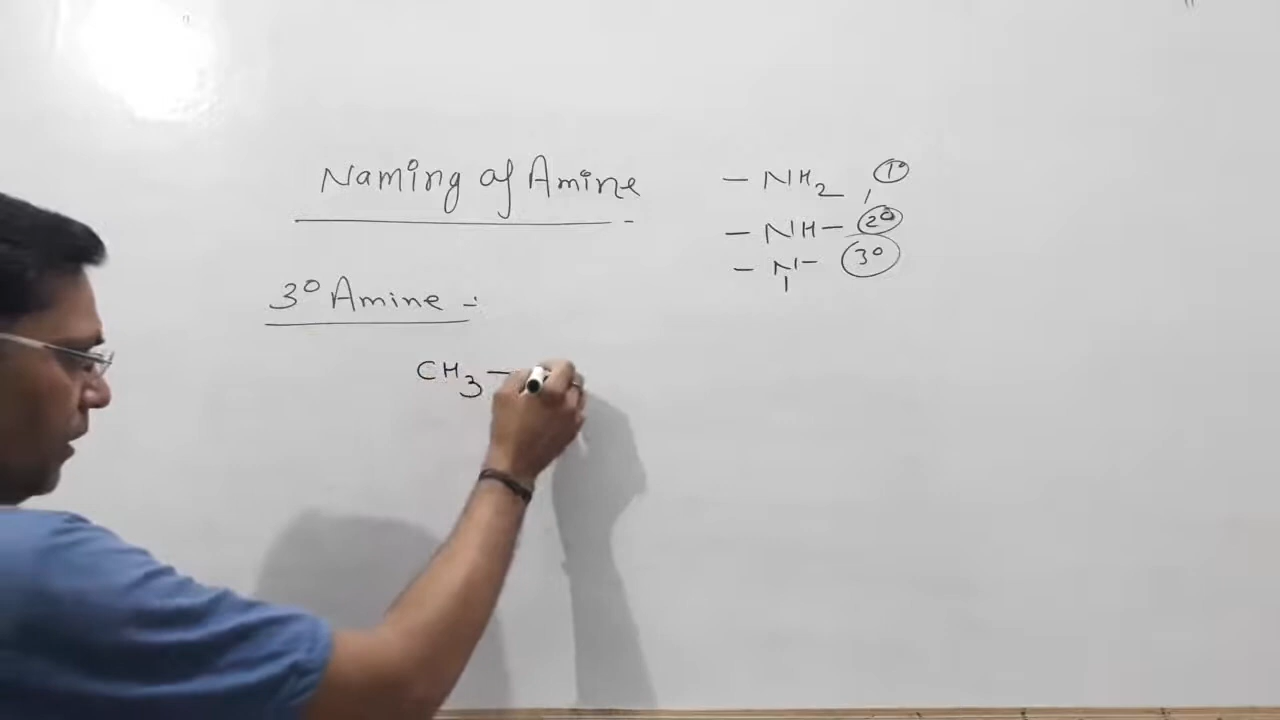 Naming of Amine
- NH2 1°
- NH- 2°
- N- 3°
3° Amine -:
CH3 -